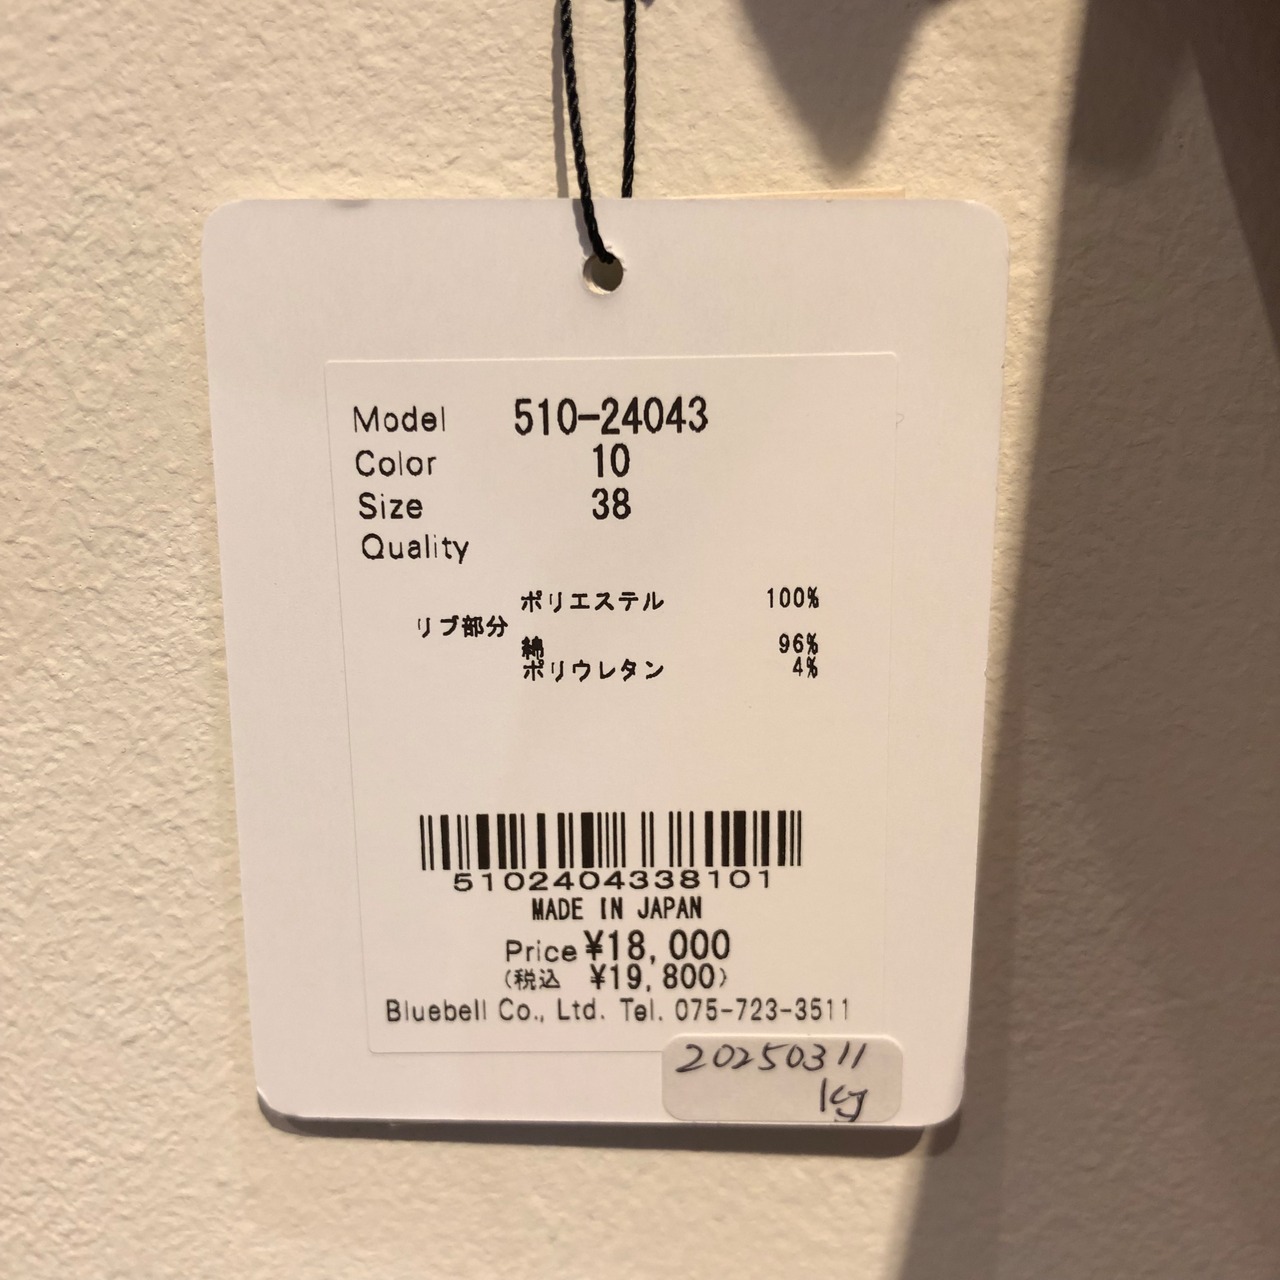 Model 510-24043
Color 10
Size 38
Quality
ポリエステル 100%
リブ部分
綿 96%
ポリウレタン 4%
5102404338101
MADE IN JAPAN
Price ¥18,000
(税込 ¥19,800)
Bluebell Co., Ltd. Tel. 075-723-3511
20250311